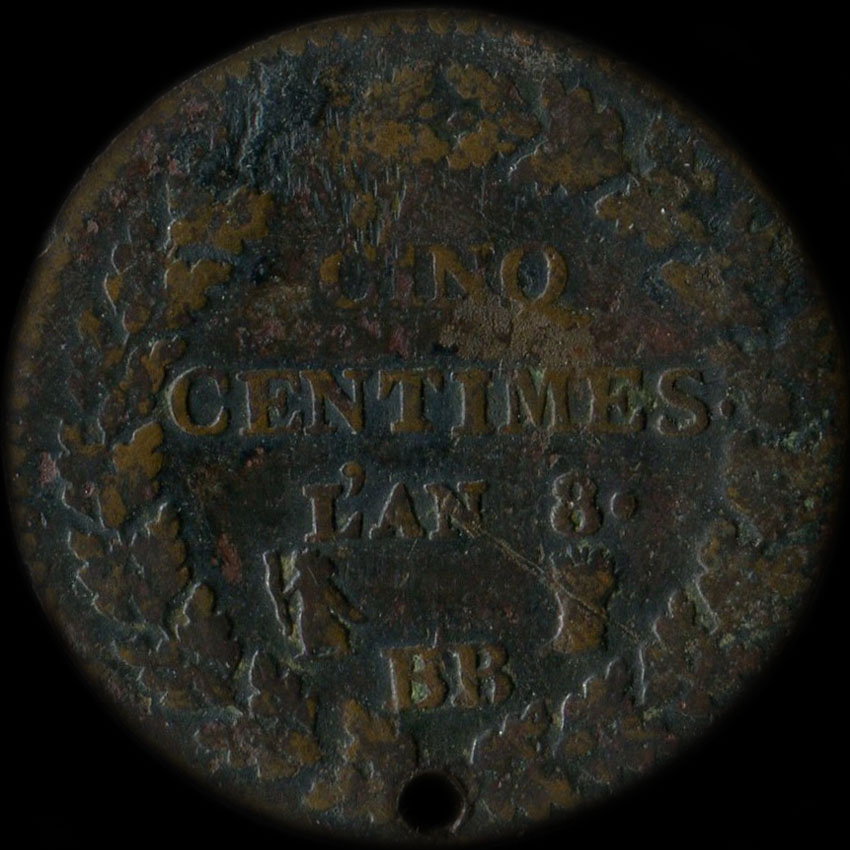 CINQ
CENTIMES.
L'AN 8.
BB